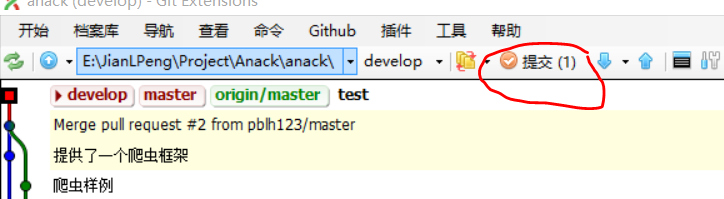 anack (develop) - Git Extensions
开始 档案库 导航 查看 命令 Github 插件 工具 帮助
E:\JianLPeng\Project\Anack\anack\ develop 提交 (1)
develop master origin/master test
Merge pull request #2 from pblh123/master
提供了一个爬虫框架
爬虫样例